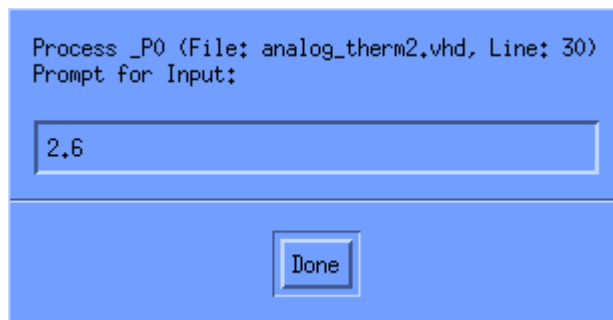 Process _P0 (File: analog_therm2.vhd, Line: 30)
Prompt for Input:
2.6
Done